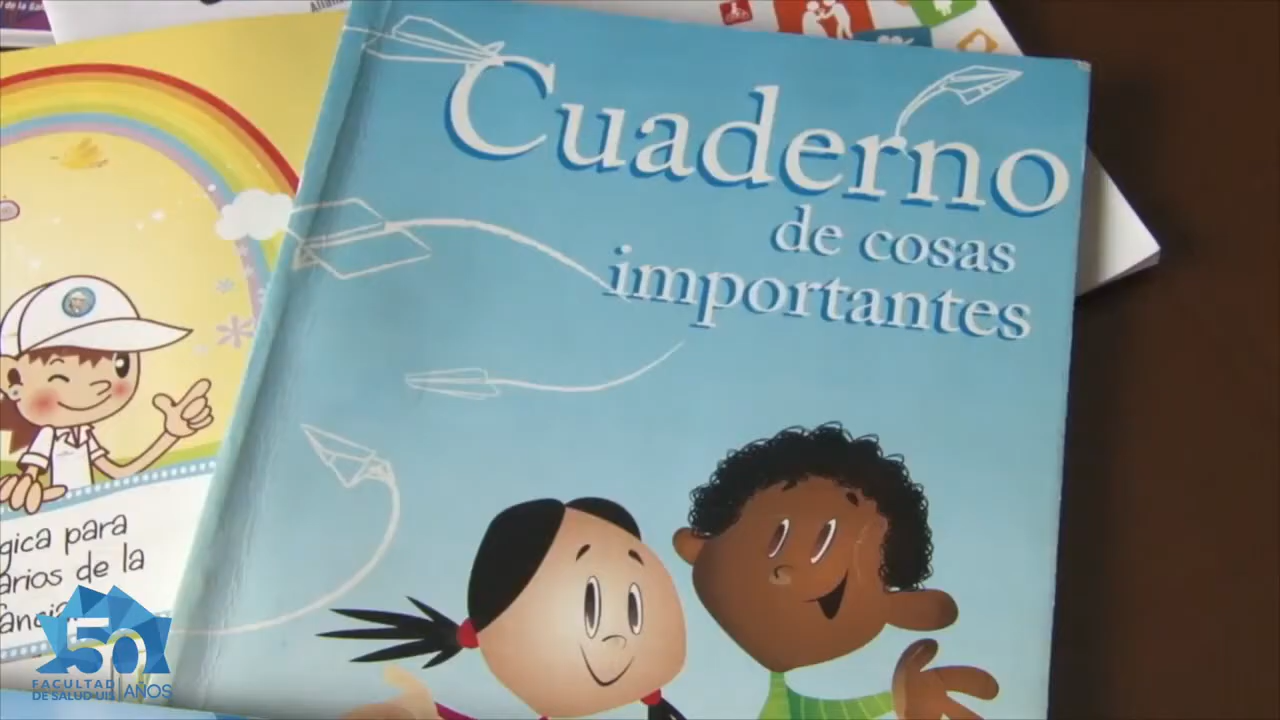 Cuaderno
de cosas
importantes
gica para
arios de la
50
FACULTAD
DE SALUD UIS
AÑOS